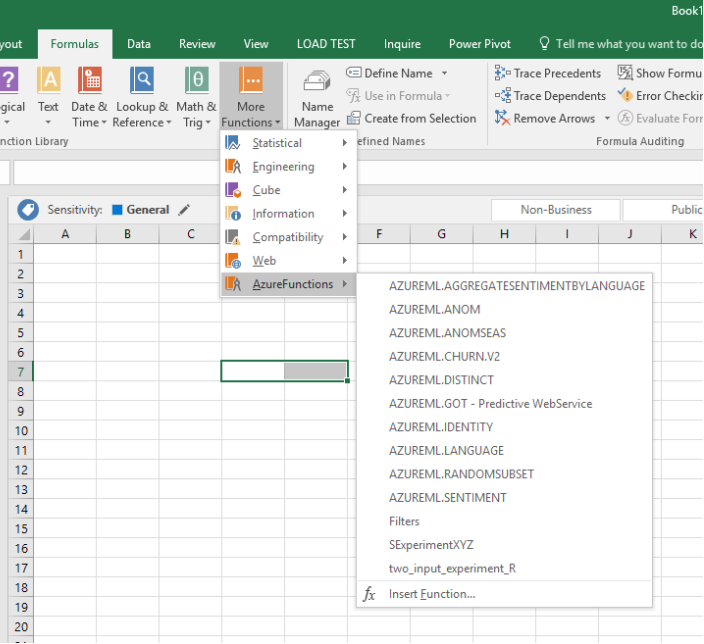 Book1
yout Formulas Data Review View LOAD TEST Inquire Power Pivot Tell me what you want to do
? A θ
gical Text Date & Time Lookup & Reference Math & Trig More Functions
Name Manager
Define Name
Use in Formula
Create from Selection
Trace Precedents
Trace Dependents
Remove Arrows
Show Formu
Error Checkin
Evaluate For
nction Library
efined Names
Formula Auditing
Statistical
Engineering
Cube
Information
Compatibility
Web
AzureFunctions
Sensitivity: General
Non-Business Public
A B C F G H I J K
1
2
3
4
5
6
7
8
9
10
11
12
13
14
15
16
17
18
19
20
AZUREML.AGGREGATESENTIMENTBYLANGUAGE
AZUREML.ANOM
AZUREML.ANOMSEAS
AZUREML.CHURN.V2
AZUREML.DISTINCT
AZUREML.GOT - Predictive WebService
AZUREML.IDENTITY
AZUREML.LANGUAGE
AZUREML.RANDOMSUBSET
AZUREML.SENTIMENT
Filters
SExperimentXYZ
two_input_experiment_R
fx Insert Function...